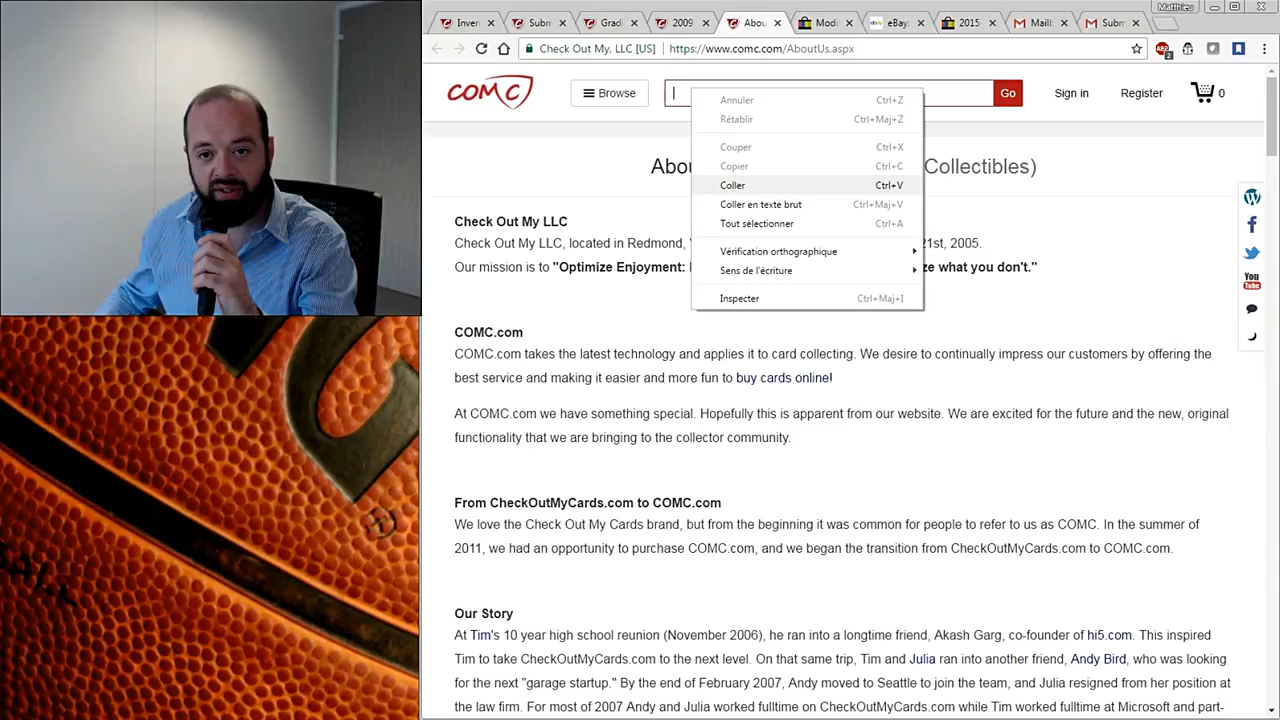 Matthieu
Inven
Subm
Gradi
2009
Abou
Mode
eBay
2015-
Mailb
Subm
Check Out My, LLC [US]
https://www.comc.com/AboutUs.aspx
2
COMC
Browse
Go
Sign in
Register
0
Annuler Ctrl+Z
Rétablir Ctrl+Maj+Z
Couper Ctrl+X
Copier Ctrl+C
Coller Ctrl+V
Coller en texte brut Ctrl+Maj+V
Tout sélectionner Ctrl+A
Vérification orthographique
Sens de l'écriture
Inspecter Ctrl+Maj+I
Abou Collectibles)
Check Out My LLC
Check Out My LLC, located in Redmond, 21st, 2005.
Our mission is to "Optimize Enjoyment: ze what you don't."
COMC.com
COMC.com takes the latest technology and applies it to card collecting. We desire to continually impress our customers by offering the
best service and making it easier and more fun to buy cards online!
At COMC.com we have something special. Hopefully this is apparent from our website. We are excited for the future and the new, original
functionality that we are bringing to the collector community.
From CheckOutMyCards.com to COMC.com
We love the Check Out My Cards brand, but from the beginning it was common for people to refer to us as COMC. In the summer of
2011, we had an opportunity to purchase COMC.com, and we began the transition from CheckOutMyCards.com to COMC.com.
Our Story
At Tim's 10 year high school reunion (November 2006), he ran into a longtime friend, Akash Garg, co-founder of hi5.com. This inspired
Tim to take CheckOutMyCards.com to the next level. On that same trip, Tim and Julia ran into another friend, Andy Bird, who was looking
for the next "garage startup." By the end of February 2007, Andy moved to Seattle to join the team, and Julia resigned from her position at
the law firm. For most of 2007 Andy and Julia worked fulltime on CheckOutMyCards.com while Tim worked fulltime at Microsoft and part-
You
Tube